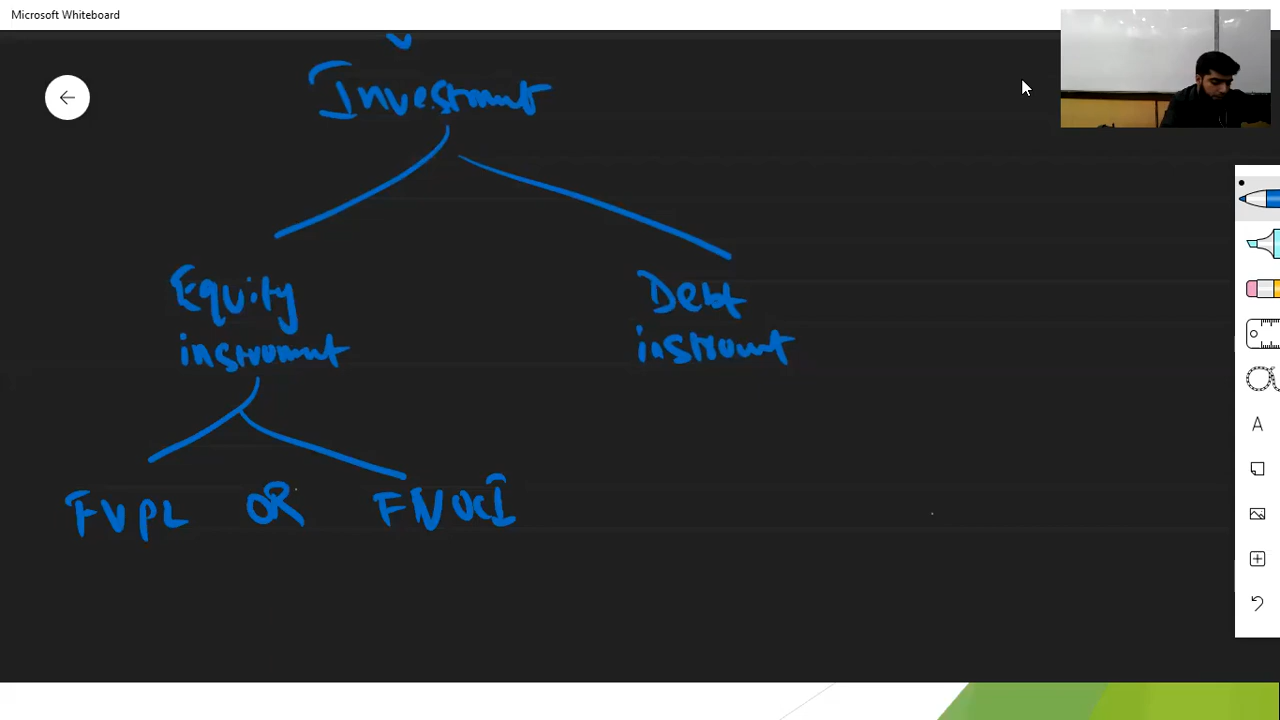 Microsoft Whiteboard
Investment
Equity
instrument
Debt
instrument
FVPL OR FVOCI